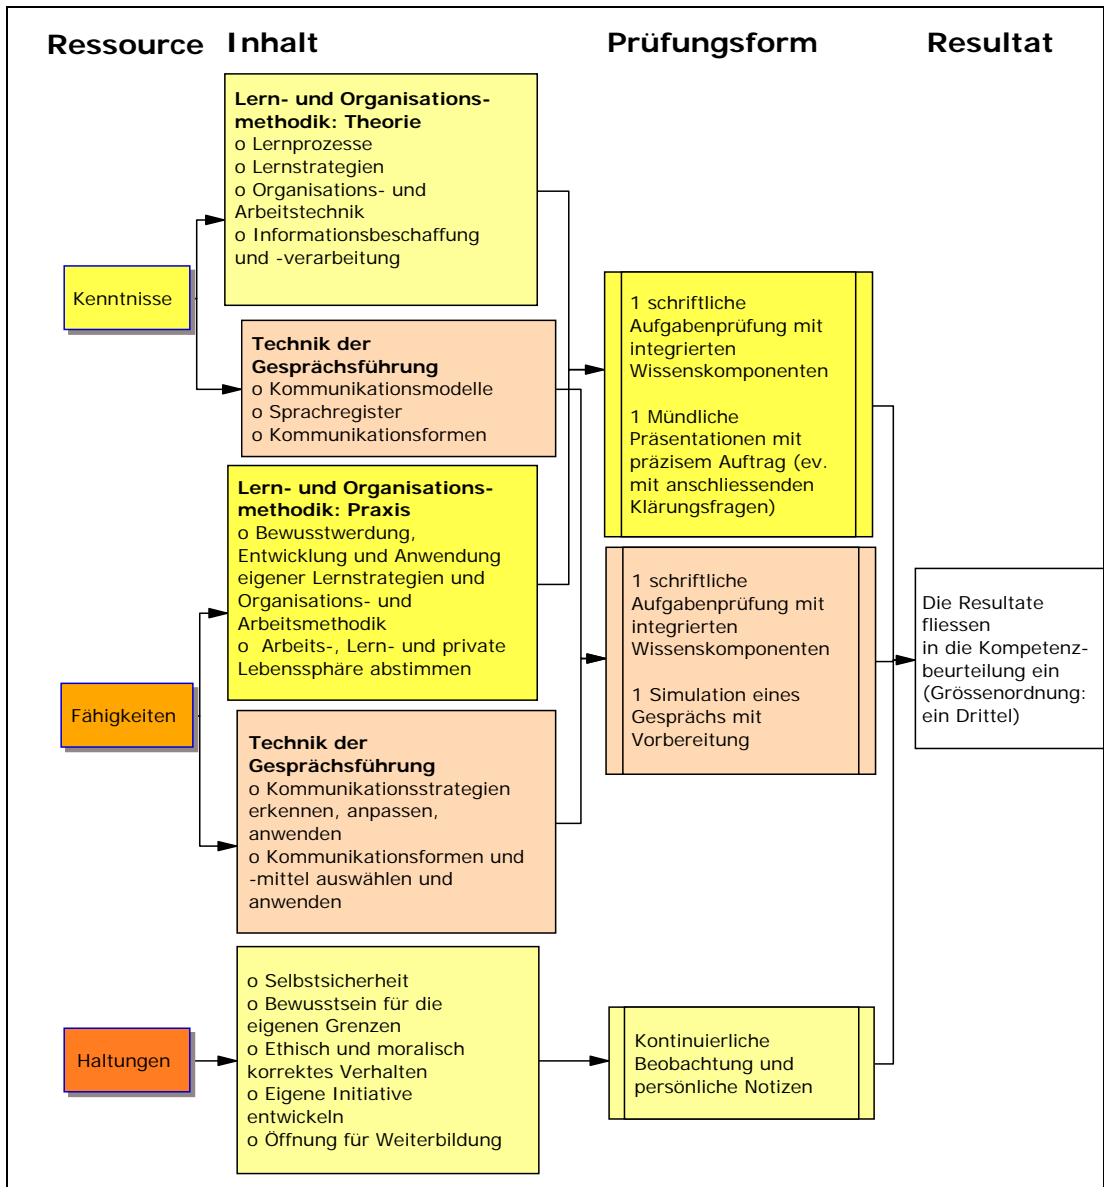 Ressource Inhalt Prüfungsform Resultat
Lern- und Organisations-
methodik: Theorie
o Lernprozesse
o Lernstrategien
o Organisations- und
Arbeitstechnik
o Informationsbeschaffung
und -verarbeitung
Kenntnisse
Technik der
Gesprächsführung
o Kommunikationsmodelle
o Sprachregister
o Kommunikationsformen
1 schriftliche
Aufgabenprüfung mit
integrierten
Wissenskomponenten
1 Mündliche
Präsentationen mit
präzisem Auftrag (ev.
mit anschliessenden
Klärungsfragen)
Lern- und Organisations-
methodik: Praxis
o Bewusstwerdung,
Entwicklung und Anwendung
eigener Lernstrategien und
Organisations- und
Arbeitsmethodik
o Arbeits-, Lern- und private
Lebenssphäre abstimmen
Fähigkeiten
Technik der
Gesprächsführung
o Kommunikationsstrategien
erkennen, anpassen,
anwenden
o Kommunikationsformen und
-mittel auswählen und
anwenden
1 schriftliche
Aufgabenprüfung mit
integrierten
Wissenskomponenten
1 Simulation eines
Gesprächs mit
Vorbereitung
Die Resultate
fliessen
in die Kompetenz-
beurteilung ein
(Grössenordnung:
ein Drittel)
Haltungen
o Selbstsicherheit
o Bewusstsein für die
eigenen Grenzen
o Ethisch und moralisch
korrektes Verhalten
o Eigene Initiative
entwickeln
o Öffnung für Weiterbildung
Kontinuierliche
Beobachtung und
persönliche Notizen